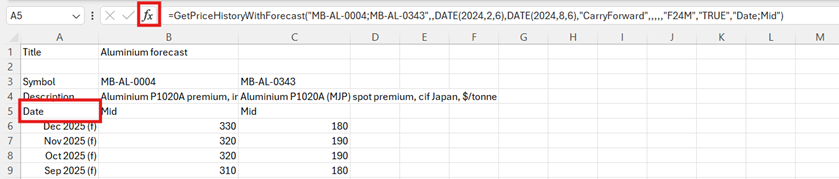 A5 fx =GetPriceHistoryWithForecast("MB-AL-0004;MB-AL-0343",,DATE(2024,2,6),DATE(2024,8,6),"CarryForward",,,,,"F24M","TRUE","Date;Mid")
A B C D E F G H I J K L M
1 Title Aluminium forecast
2
3 Symbol MB-AL-0004 MB-AL-0343
4 Description Aluminium P1020A premium, ir Aluminium P1020A (MJP) spot premium, cif Japan, $/tonne
5 Date Mid Mid
6 Dec 2025 (f) 330 180
7 Nov 2025 (f) 320 190
8 Oct 2025 (f) 320 190
9 Sep 2025 (f) 310 180